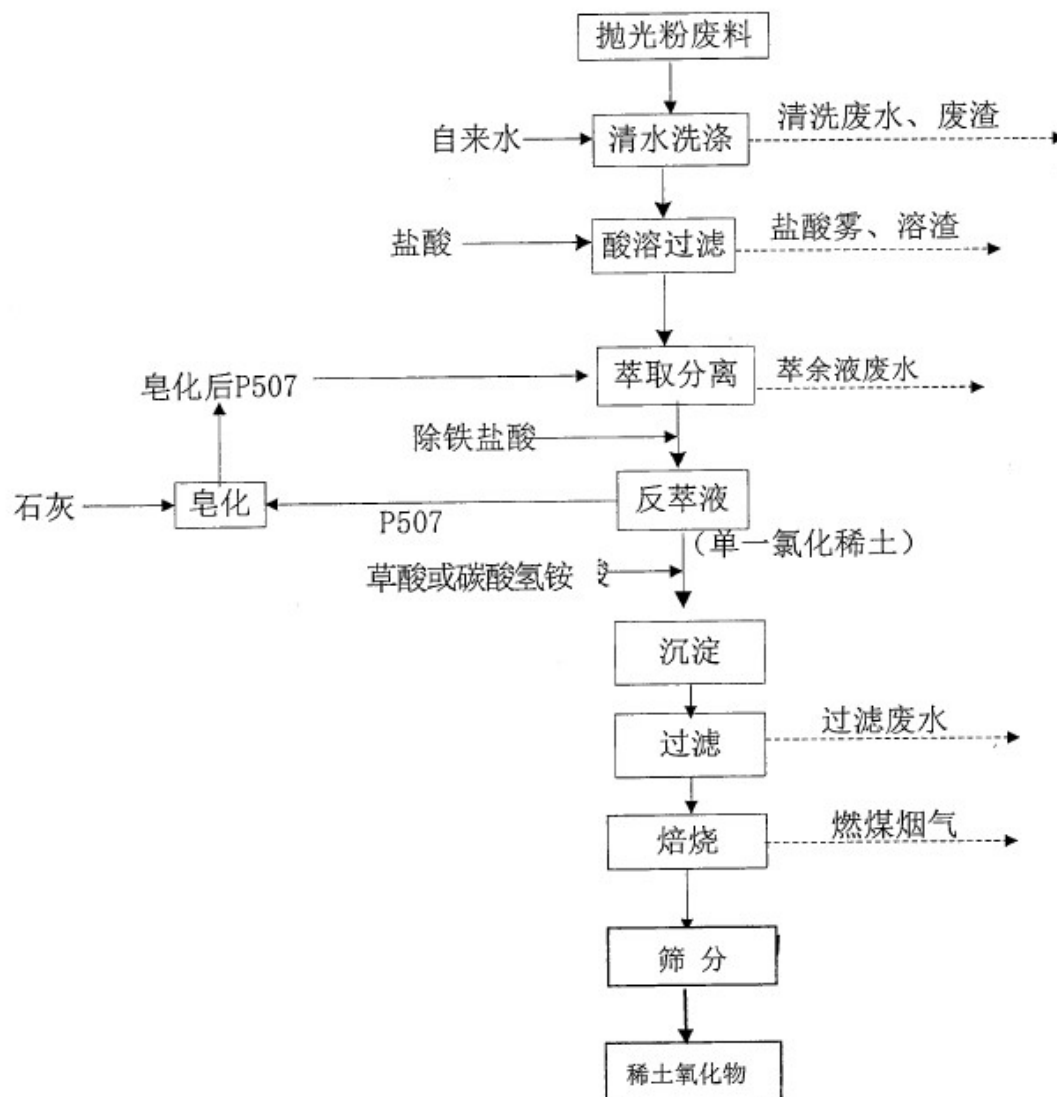 抛光粉废料
自来水
清水洗涤
清洗废水、废渣
盐酸
酸溶过滤
盐酸雾、溶渣
皂化后P507
萃取分离
萃余液废水
除铁盐酸
石灰
皂化
P507
反萃液
(单一氯化稀土)
草酸或碳酸氢铵
沉淀
过滤
过滤废水
焙烧
燃煤烟气
筛 分
稀土氧化物